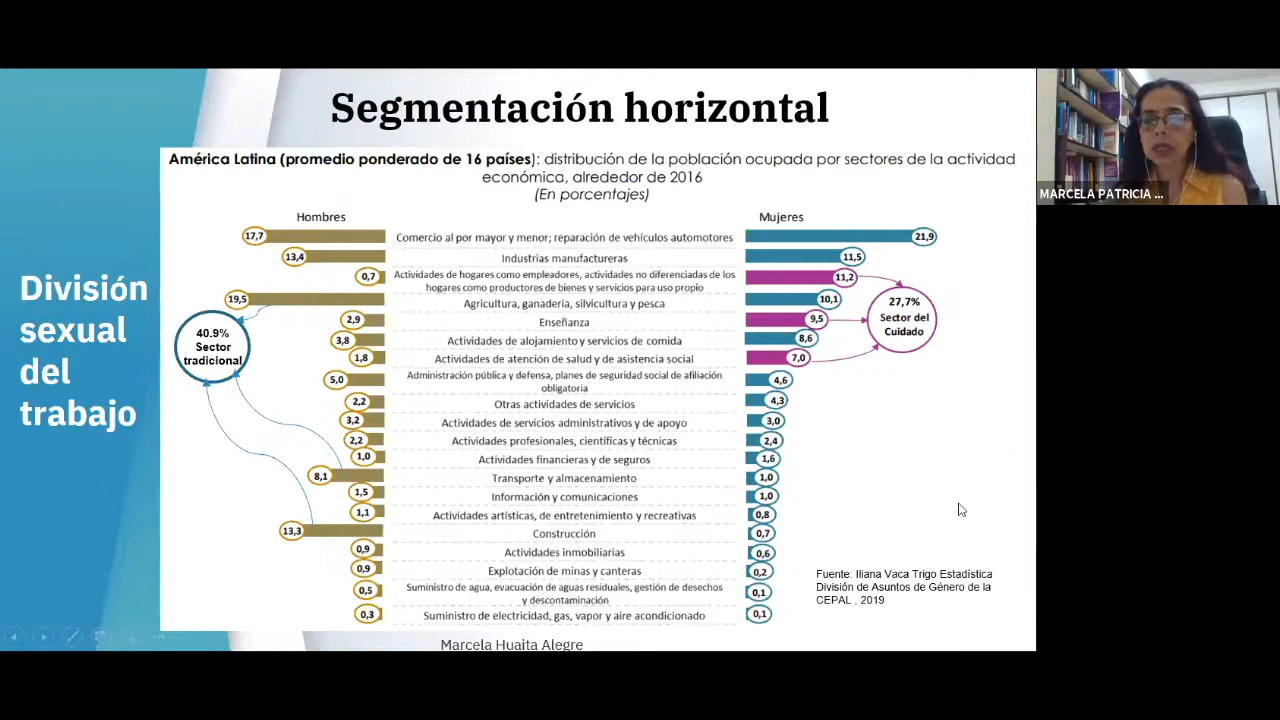 Segmentación horizontal
América Latina (promedio ponderado de 16 países): distribución de la población ocupada por sectores de la actividad
económica, alrededor de 2016
(En porcentajes)
Hombres
Mujeres
17,7 Comercio al por mayor y menor; reparación de vehículos automotores 21,9
13,4 Industrias manufactureras 11,5
0,7 Actividades de hogares como empleadores, actividades no diferenciadas de los
hogares como productores de bienes y servicios para uso propio 11,2
19,5 Agricultura, ganaderia, silvicultura y pesca 10,1
2,9 Enseñanza 9,5
3,8 Actividades de alojamiento y servicios de comida 8,6
1,8 Actividades de atención de salud y de asistencia social 7,0
5,0 Administración pública y defensa, planes de seguridad social de afiliación
obligatoria 4,6
2,2 Otras actividades de servicios 4,3
3,2 Actividades de servicios administrativos y de apoyo 3,0
2,2 Actividades profesionales, científicas y técnicas 2,4
1,0 Actividades financieras y de seguros 1,6
8,1 Transporte y almacenamiento 1,0
1,5 Información y comunicaciones 1,0
1,1 Actividades artísticas, de entretenimiento y recreativas 0,8
13,3 Construcción 0,7
0,9 Actividades inmobiliarias 0,6
0,9 Explotación de minas y canteras 0,2
0,5 Suministro de agua, evacuación de aguas residuales, gestión de desechos
y descontaminación 0,1
0,3 Suministro de electricidad, gas, vapor y aire acondicionado 0,1
40.9%
Sector
tradicional
27,7%
Sector del
Cuidado
División
sexual
del
trabajo
Fuente: Iliana Vaca Trigo Estadística
División de Asuntos de Género de la
CEPAL , 2019
Marcela Huaita Alegre
MARCELA PATRICIA ...